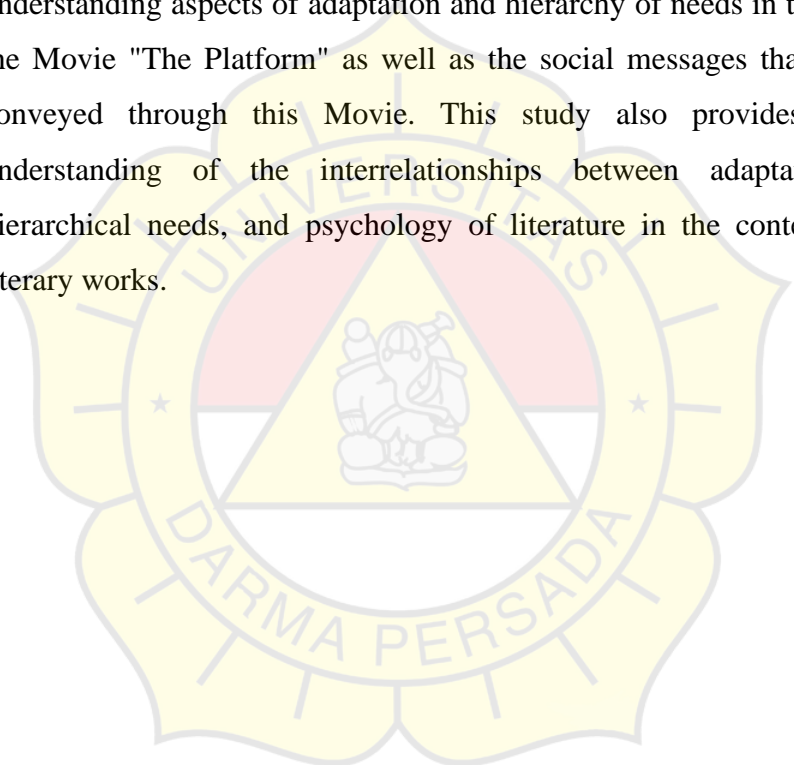 nderstanding aspects of adaptation and hierarchy of needs in t
he Movie "The Platform" as well as the social messages tha
onveyed through this Movie. This study also provides
nderstanding of the interrelationships between adapta
ierarchical needs, and psychology of literature in the conte
terary works.
UNIVERSITAS
DARMA PERSADA